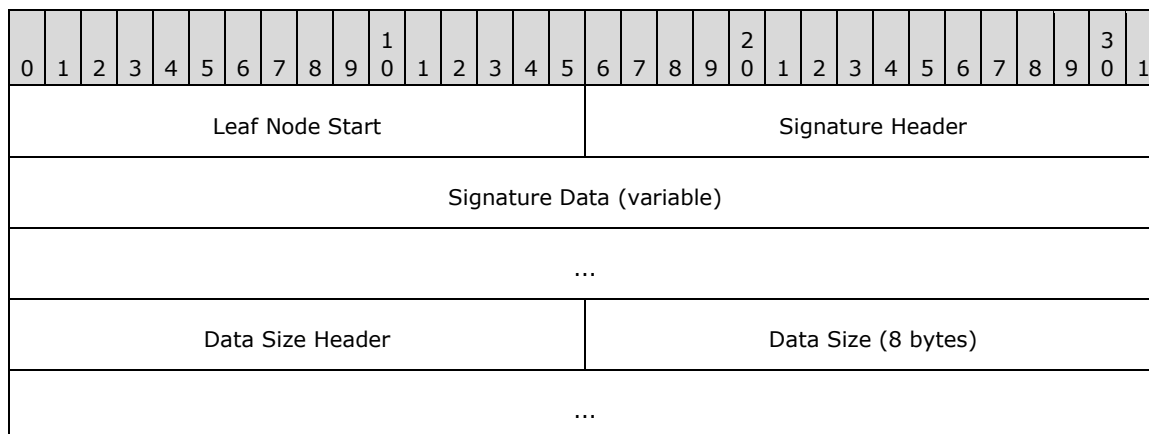 1 2 3
0 1 2 3 4 5 6 7 8 9 0 1 2 3 4 5 6 7 8 9 0 1 2 3 4 5 6 7 8 9 0 1
Leaf Node Start Signature Header
Signature Data (variable)
...
Data Size Header Data Size (8 bytes)
...